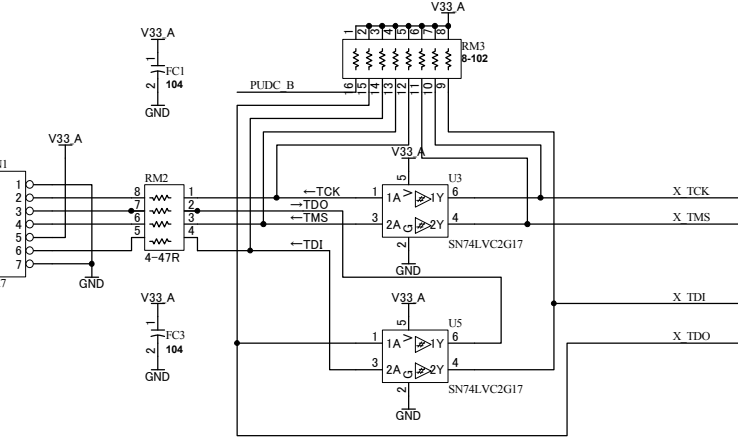 V33_A
1 2 3 4 5 6 7 8
RM3
8-102
16 15 14 13 12 11 10 9
PUDC_B
V33_A
1
FC1
2
104
GND
V33_A
1
2
3
4
5
6
7
GND
RM2
8 1
7 2
6 3
5 4
4-47R
←TCK
→TDO
←TMS
←TDI
V33_A
5
U3
1 1A V 1Y 6
3 2A G 2Y 4
2
SN74LVC2G17
GND
X_TCK
X_TMS
X_TDI
X_TDO
V33_A
1
FC3
2
104
GND
V33_A
5
U5
1 1A V 1Y 6
3 2A G 2Y 4
2
SN74LVC2G17
GND